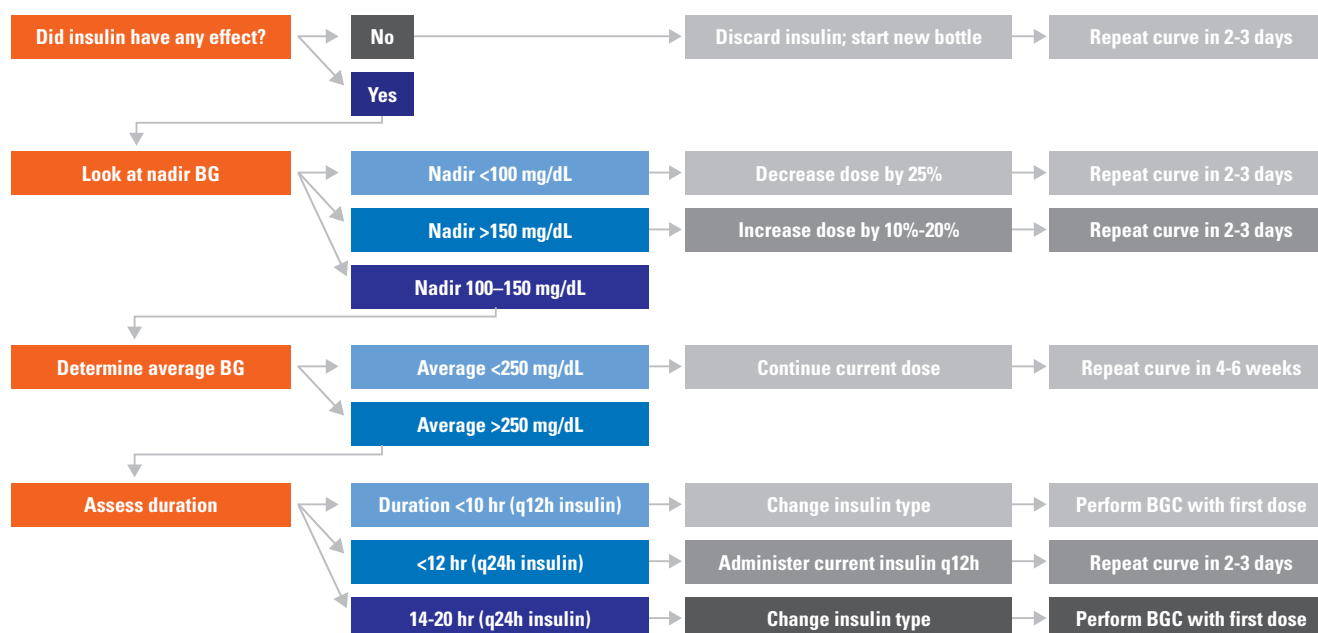 Did insulin have any effect?
No
Discard insulin; start new bottle
Repeat curve in 2-3 days
Yes
Look at nadir BG
Nadir <100 mg/dL
Decrease dose by 25%
Repeat curve in 2-3 days
Nadir >150 mg/dL
Increase dose by 10%-20%
Repeat curve in 2-3 days
Nadir 100–150 mg/dL
Determine average BG
Average <250 mg/dL
Continue current dose
Repeat curve in 4-6 weeks
Average >250 mg/dL
Assess duration
Duration <10 hr (q12h insulin)
Change insulin type
Perform BGC with first dose
<12 hr (q24h insulin)
Administer current insulin q12h
Repeat curve in 2-3 days
14-20 hr (q24h insulin)
Change insulin type
Perform BGC with first dose